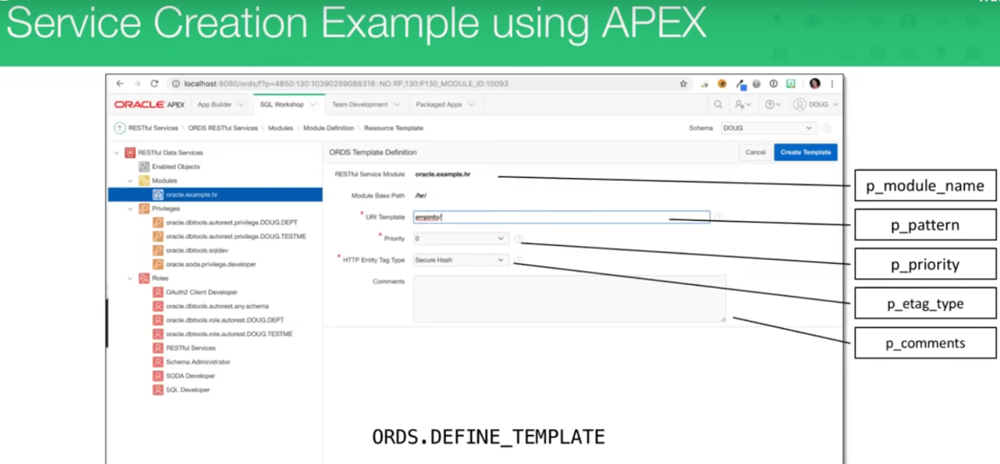 Service Creation Example using APEX
localhost:8080/ords/f?p=4850:130:10390299088318::NO:RP,130:P130_MODULE_ID:10093
ORACLE APEX App Builder SQL Workshop Team Development Packaged Apps DOUG
RESTful Services \ ORDS RESTful Services \ Modules \ Module Definition \ Resource Template Schema DOUG
RESTful Data Services
Enabled Objects
Modules
oracle.example.hr
Privileges
oracle.dbtools.autorest.privilege.DOUG.DEPT
oracle.dbtools.autorest.privilege.DOUG.TESTME
oracle.dbtools.sqldev
oracle.soda.privilege.developer
Roles
OAuth2 Client Developer
oracle.dbtools.autorest.any.schema
oracle.dbtools.role.autorest.DOUG.DEPT
oracle.dbtools.role.autorest.DOUG.TESTME
RESTful Services
Schema Administrator
SODA Developer
SQL Developer
ORDS Template Definition Cancel Create Template
RESTful Service Module oracle.example.hr
Module Base Path /hr/
* URI Template empinfo/
* Priority 0
* HTTP Entity Tag Type Secure Hash
Comments
p_module_name
p_pattern
p_priority
p_etag_type
p_comments
ORDS.DEFINE_TEMPLATE